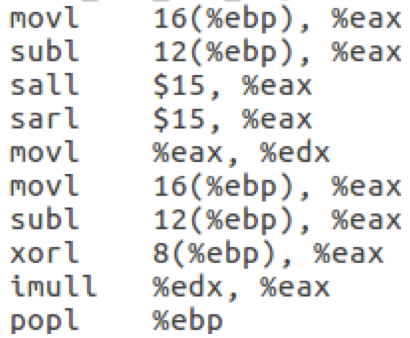 movl 16(%ebp), %eax
subl 12(%ebp), %eax
sall $15, %eax
sarl $15, %eax
movl %eax, %edx
movl 16(%ebp), %eax
subl 12(%ebp), %eax
xorl 8(%ebp), %eax
imull %edx, %eax
popl %ebp